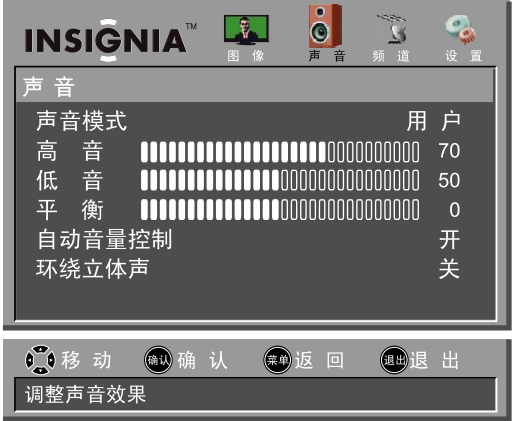 INSIGNIA™
图像 声音 频道 设置
声音
声音模式 用户
高音 70
低音 50
平衡 0
自动音量控制 开
环绕立体声 关
移动 确认 确认 菜单 返回 退出 退出
调整声音效果